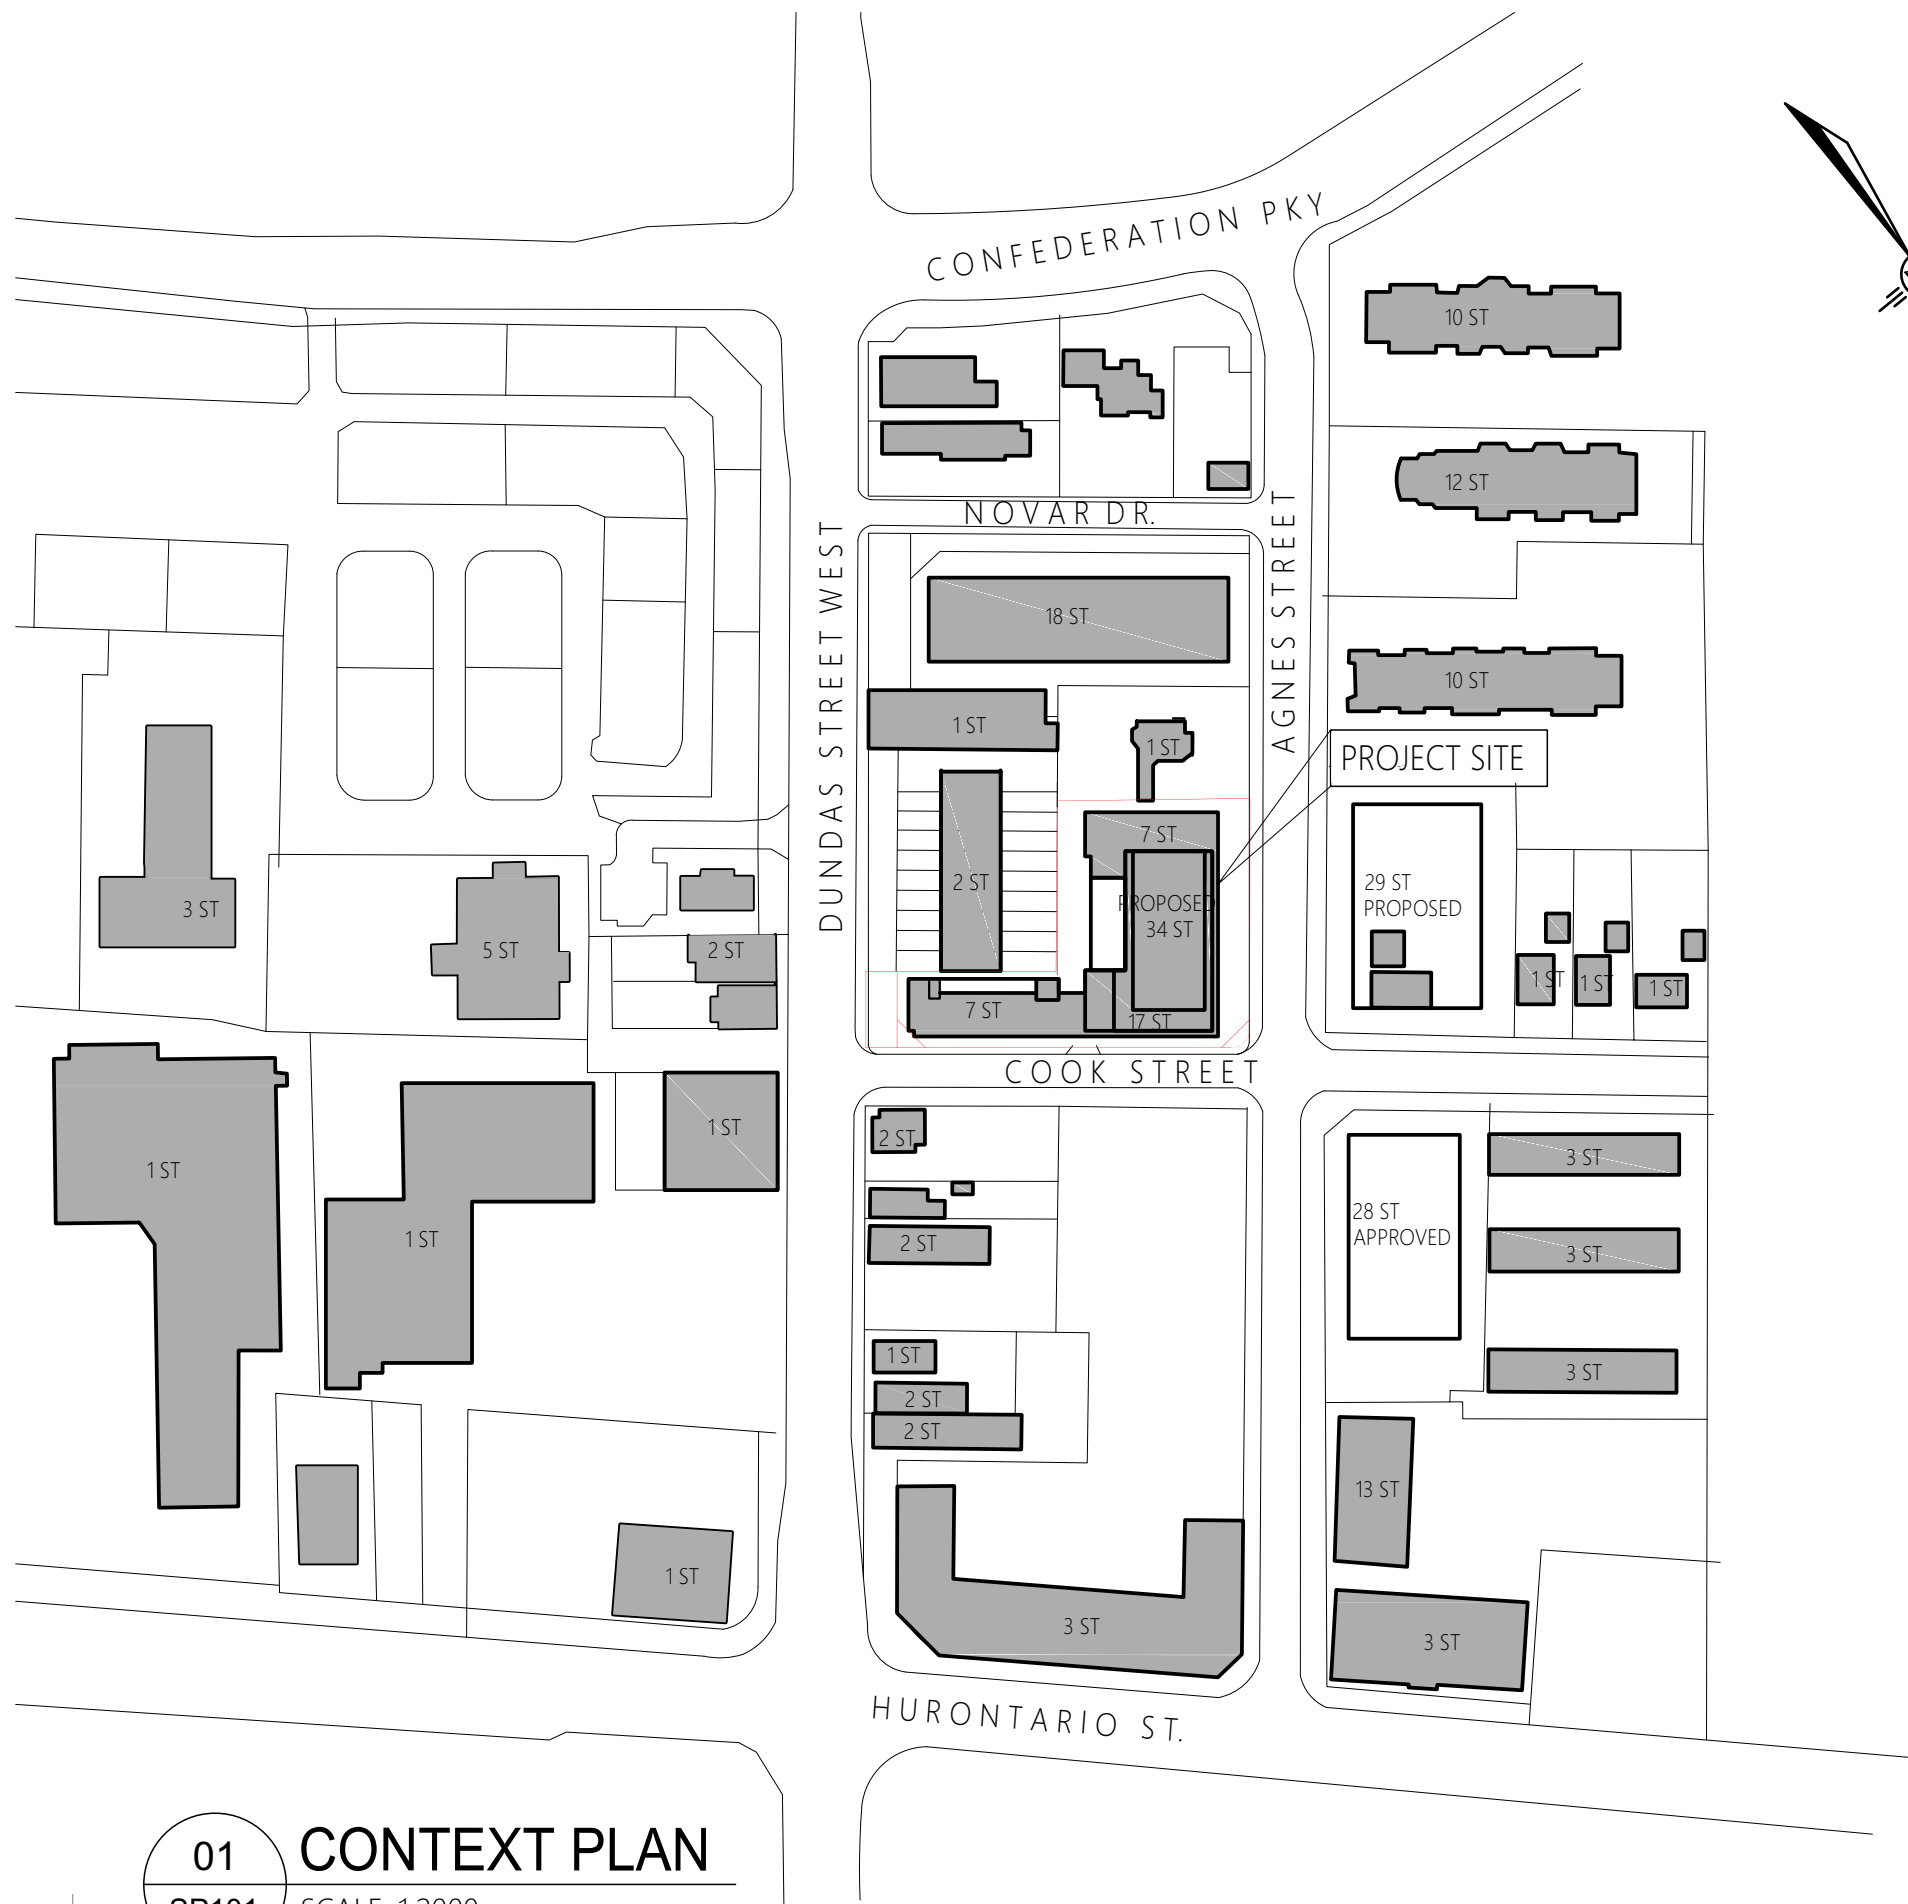 CONFEDERATION PKY
10 ST
12 ST
NOVAR DR.
DUNDAS STREET WEST
AGNES STREET
18 ST
10 ST
1 ST
1 ST
PROJECT SITE
7 ST
2 ST
PROPOSED
34 ST
29 ST
PROPOSED
3 ST
5 ST
2 ST
1 ST
1 ST
1 ST
7 ST
17 ST
COOK STREET
1 ST
1 ST
1 ST
2 ST
2 ST
1 ST
2 ST
2 ST
28 ST
APPROVED
3 ST
3 ST
3 ST
13 ST
1 ST
3 ST
3 ST
HURONTARIO ST.
01
CONTEXT PLAN